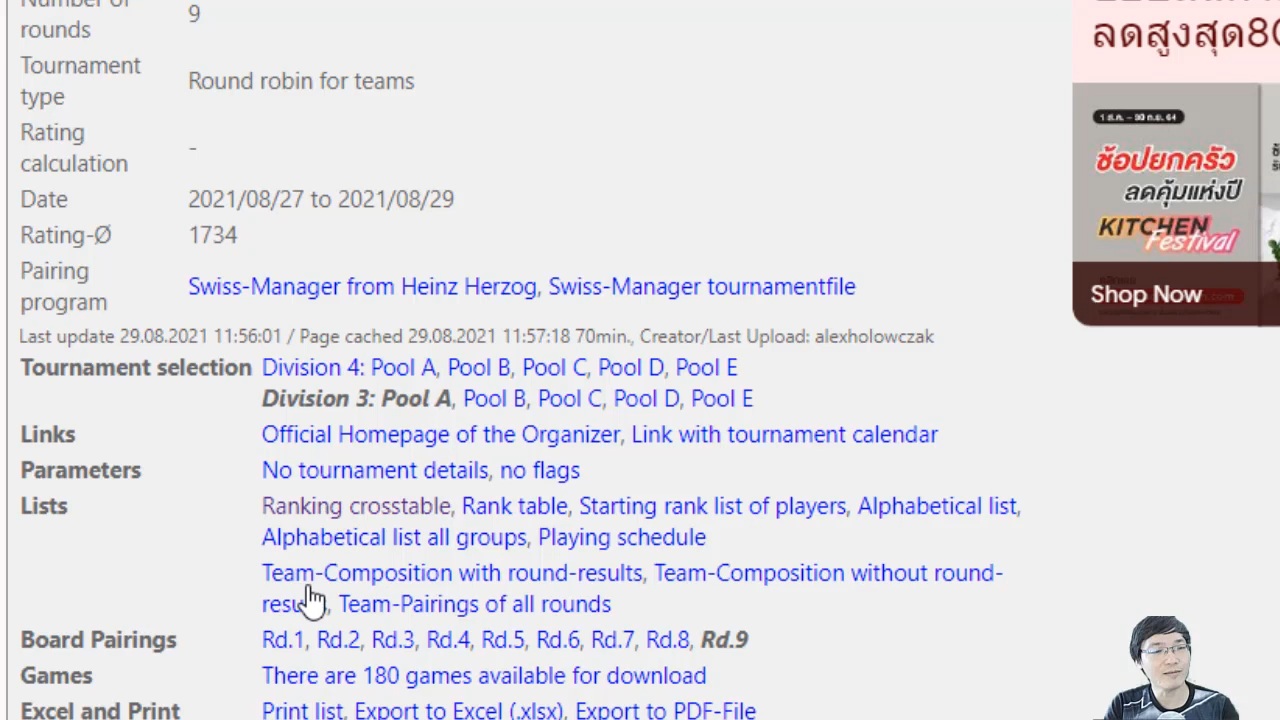 Number of
rounds
9
Tournament
type
Round robin for teams
Rating
calculation
-
Date
2021/08/27 to 2021/08/29
Rating-Ø
1734
Pairing
program
Swiss-Manager from Heinz Herzog, Swiss-Manager tournamentfile
Last update 29.08.2021 11:56:01 / Page cached 29.08.2021 11:57:18 70min., Creator/Last Upload: alexholowczak
Tournament selection
Division 4: Pool A, Pool B, Pool C, Pool D, Pool E
Division 3: Pool A, Pool B, Pool C, Pool D, Pool E
Links
Official Homepage of the Organizer, Link with tournament calendar
Parameters
No tournament details, no flags
Lists
Ranking crosstable, Rank table, Starting rank list of players, Alphabetical list,
Alphabetical list all groups, Playing schedule
Team-Composition with round-results, Team-Composition without round-
results, Team-Pairings of all rounds
Board Pairings
Rd.1, Rd.2, Rd.3, Rd.4, Rd.5, Rd.6, Rd.7, Rd.8, Rd.9
Games
There are 180 games available for download
Excel and Print
Print list, Export to Excel (.xlsx), Export to PDF-File
ลดสูงสุด80
1 ส.ค. – 30 ก.ย. 64
ช้อปยกครัว
ลดคุ้มแห่งปี
KITCHEN
Festival
Shop Now